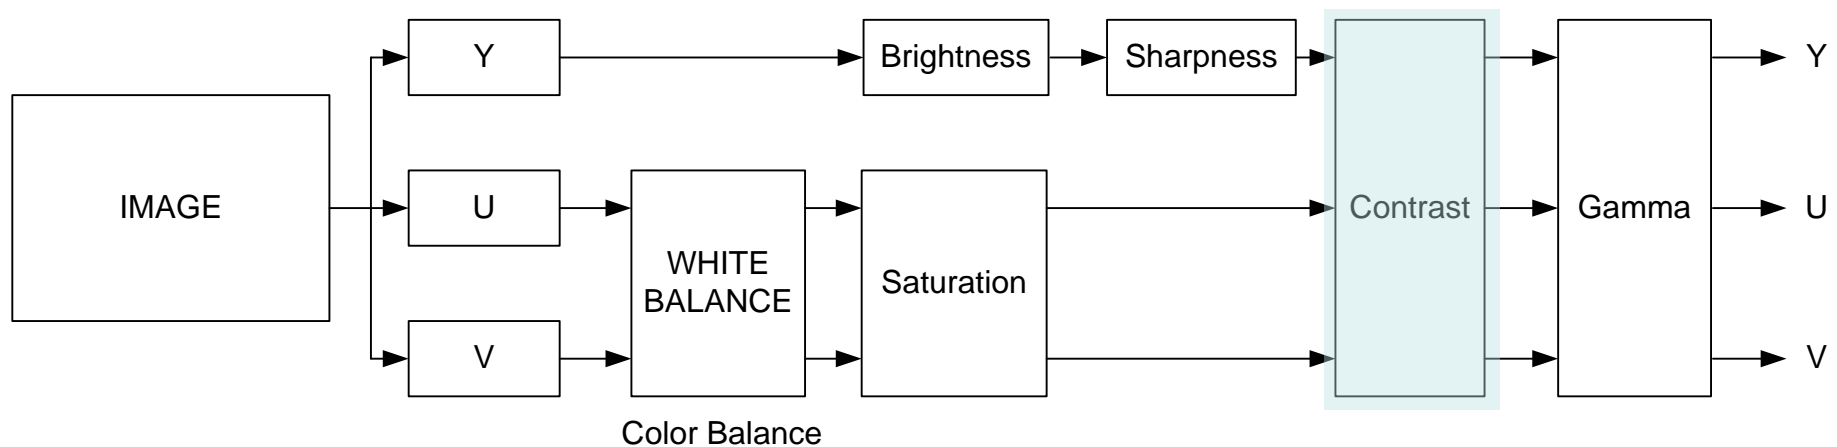 Y
Brightness
Sharpness
Y
IMAGE
U
Contrast
Gamma
U
WHITE
BALANCE
Saturation
V
V
Color Balance